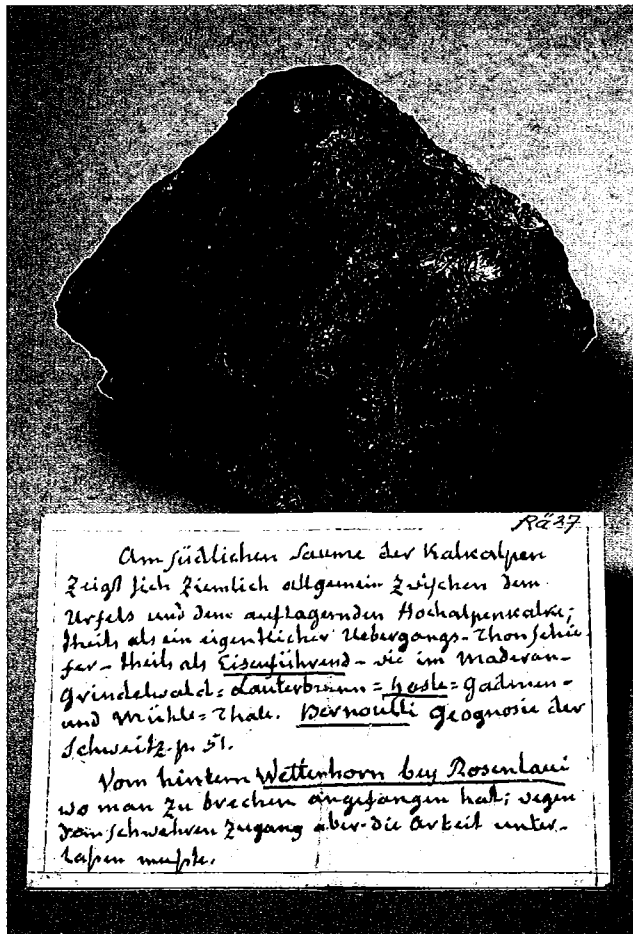 Rä 37
Am südlichen Saume der Kalkalpen
Zeigt sich Ziemlich allgemein Zwischen dem
Urfels und dem auflagernden Hochalpenkalke;
theils als ein eigentlicher Uebergangs-Thonschie-
fer - theils als Eisenführend - wie im Maderan-
Grindelwald = Lauterbrunn = Hasle = Gadmen-
und Mühle = Thale. Bernoulli Geognosie der
Schweitz. p. 51.
Vom hintern Wetterhorn bey Rosenlaui
wo man zu brechen angefangen hat; wegen
dem schwehren Zugang aber die Arbeit unter-
laßen mußte.